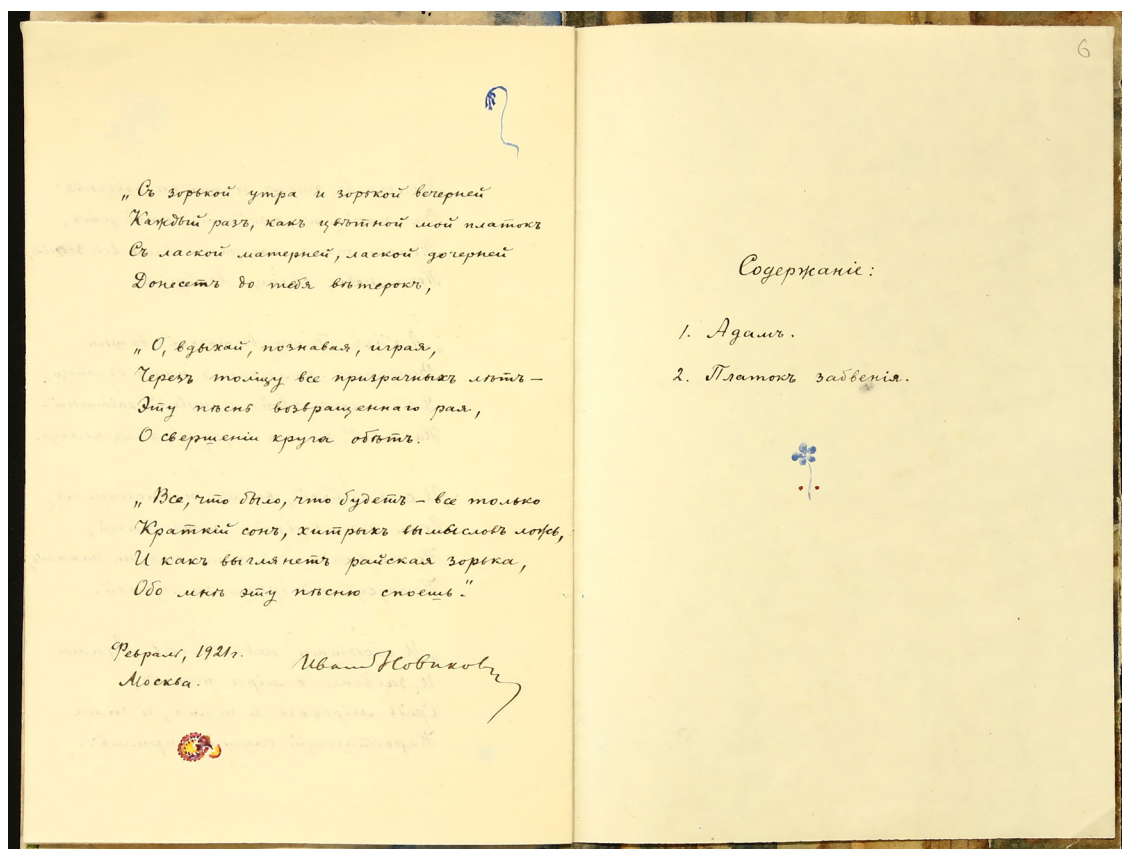 „Съ зорькой утра и зорькой вечерней
Каждый разъ, какъ цвѣтной мой платокъ
Съ лаской матерней, лаской дочерней
Донесетъ до тебя вѣтерокъ,
„О, вдыхай, познавая, играя,
Черезъ толщу все призрачныхъ лѣтъ —
Эту пѣснь возвращеннаго рая,
О свершеніи круга обѣтъ.
„Все, что было, что будетъ — все только
Краткій сонъ, хитрыхъ вымысловъ ложь,
И какъ выглянетъ райская зорька,
Обо мнѣ эту пѣсню споешь.“
Февраль, 1921 г.
Москва.
Иван Новиковъ
6
Содержаніе:
1. Адамъ.
2. Платокъ забвенія.